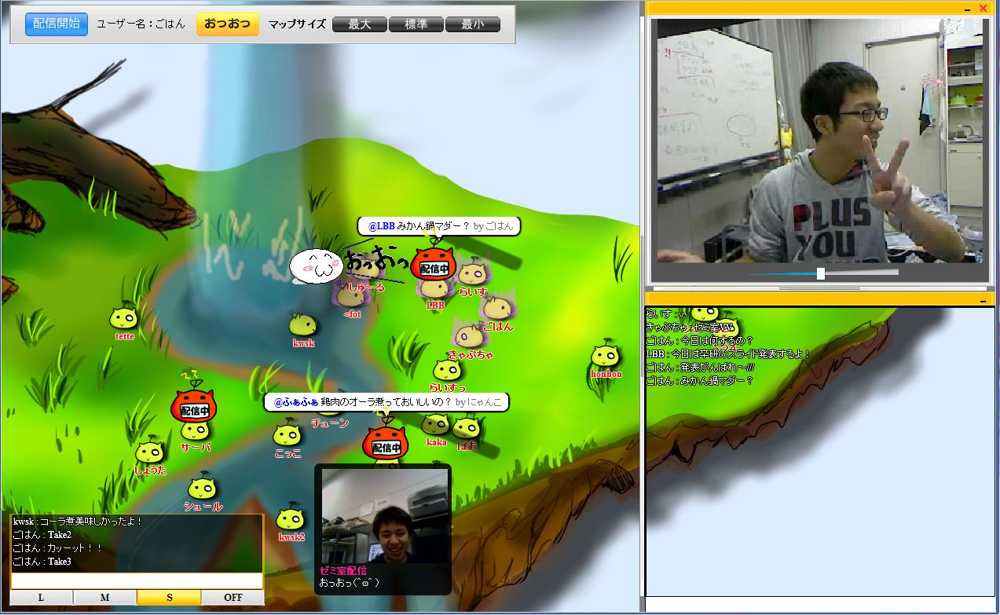 配信開始
ユーザー名：ごはん
おっおっ
マップサイズ
最大
標準
最小
@LBB みかん鍋マダー？ by ごはん
おっおっ
配信中
しゅーる
らいす
LBB
<fot
ごはん
tette
kwsk
きゃぷちゃ
honhon
らいすっ
@ふぁふぁ 鶏肉のオーラ煮っておいしいの？ by にゃんこ
配信中
チューン
配信中
サーバ
こっこ
kaka
ぽお
しょうた
シュール
kwsk2
kwsk : コーラ煮美味しかったよ！
ごはん : Take2
ごはん : カッーット！！
ごはん : Take3
L
M
S
OFF
ゼミ室配信
おっおっ(＾ω＾)
PLUS
YOU
らいす : v
きゃぷちゃ : ゼミ室VV
ごはん : 今日は何するの？
LBB : 今日は卒研のスライド発表するよ！
ごはん : 発表がんばれ～///
ごはん : みかん鍋マダー？